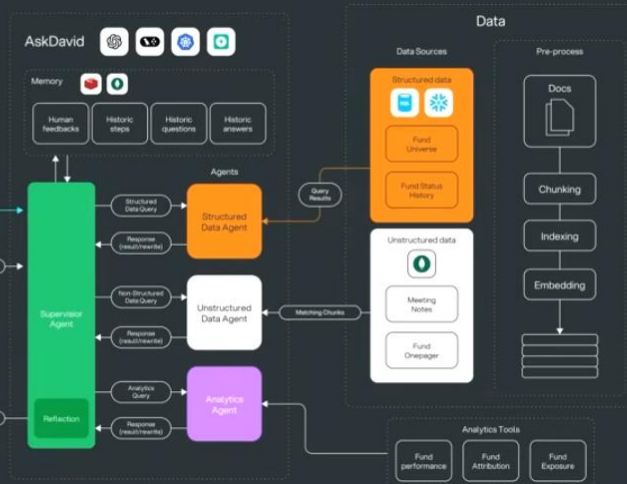 AskDavid
Memory
Human
feedbacks
Historic
steps
Historic
questions
Historic
answers
Agents
Supervisor
Agent
Reflection
Structured
Data Query
Response
(result/rewrite)
Structured
Data Agent
Non-Structured
Data Query
Response
(result/rewrite)
Unstructured
Data Agent
Analytics
Query
Response
(result/rewrite)
Analytics
Agent
Query
Results
Matching Chunks
Data
Data Sources
Structured data
Fund
Universe
Fund Status
History
Unstructured data
Meeting
Notes
Fund
Onepager
Pre-process
Docs
Chunking
Indexing
Embedding
Analytics Tools
Fund
performance
Fund
Attribution
Fund
Exposure